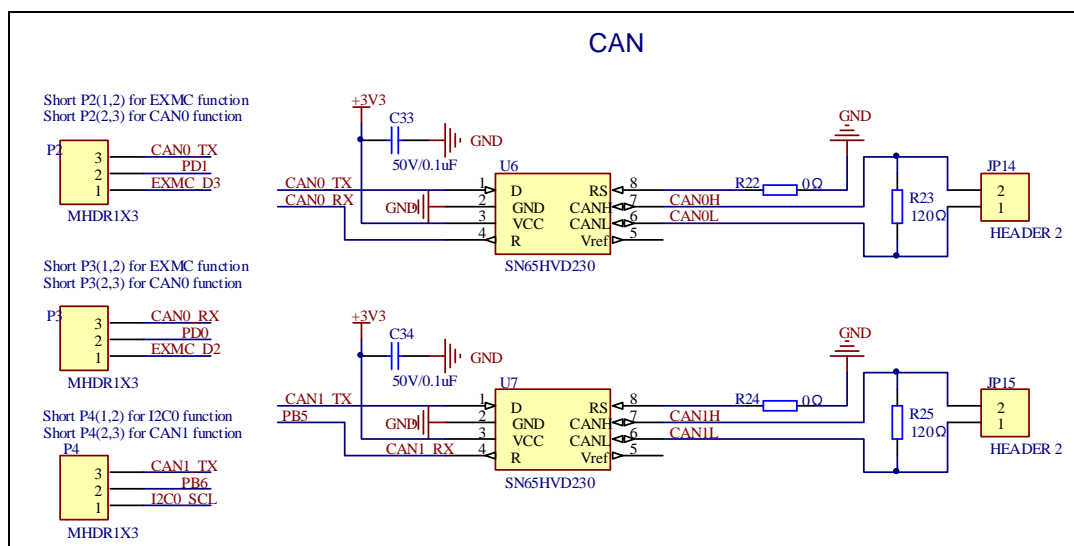 CAN
Short P2(1,2) for EXMC function
Short P2(2,3) for CAN0 function
P2
3 CAN0_TX
2 PD1
1 EXMC_D3
MHDR1X3
Short P3(1,2) for EXMC function
Short P3(2,3) for CAN0 function
P3
3 CAN0_RX
2 PD0
1 EXMC_D2
MHDR1X3
Short P4(1,2) for I2C0 function
Short P4(2,3) for CAN1 function
P4
3 CAN1_TX
2 PB6
1 I2C0_SCL
MHDR1X3
+3V3
C33
GND
50V/0.1uF
U6
CAN0_TX 1 D RS 8 R22 0Ω GND
CAN0_RX GND 2 GND CANH 7 CAN0H
3 VCC CANL 6 CAN0L
4 R Vref 5
SN65HVD230
R23
120Ω
JP14
2
1
HEADER 2
+3V3
C34
GND
50V/0.1uF
U7
CAN1_TX 1 D RS 8 R24 0Ω GND
PB5 GND 2 GND CANH 7 CAN1H
3 VCC CANL 6 CAN1L
CAN1_RX 4 R Vref 5
SN65HVD230
R25
120Ω
JP15
2
1
HEADER 2